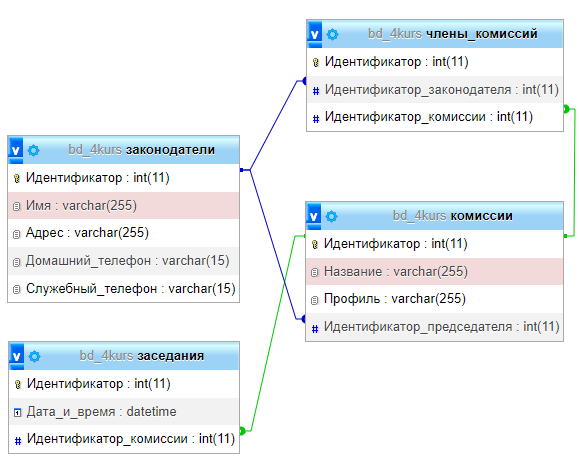 bd_4kurs члены_комиссий
Идентификатор : int(11)
Идентификатор_законодателя : int(11)
Идентификатор_комиссии : int(11)
bd_4kurs законодатели
Идентификатор : int(11)
Имя : varchar(255)
Адрес : varchar(255)
Домашний_телефон : varchar(15)
Служебный_телефон : varchar(15)
bd_4kurs комиссии
Идентификатор : int(11)
Название : varchar(255)
Профиль : varchar(255)
Идентификатор_председателя : int(11)
bd_4kurs заседания
Идентификатор : int(11)
Дата_и_время : datetime
Идентификатор_комиссии : int(11)